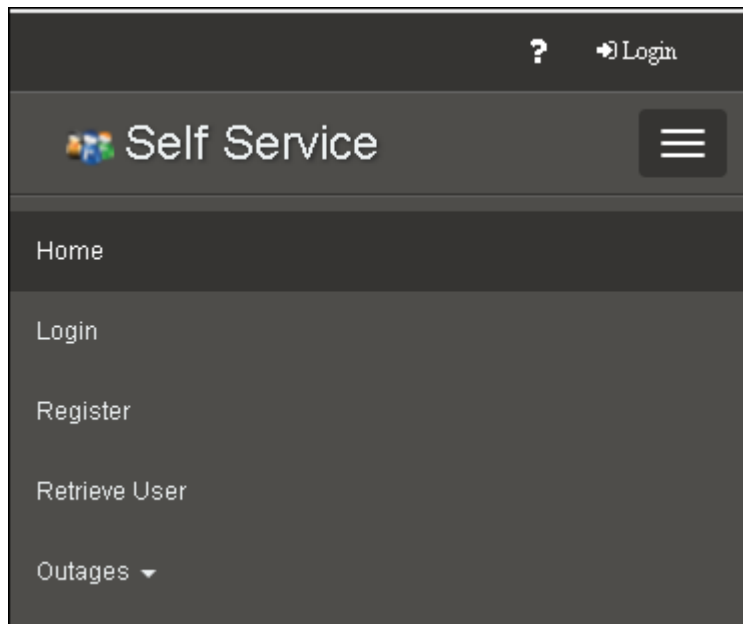 ? Login
Self Service
Home
Login
Register
Retrieve User
Outages